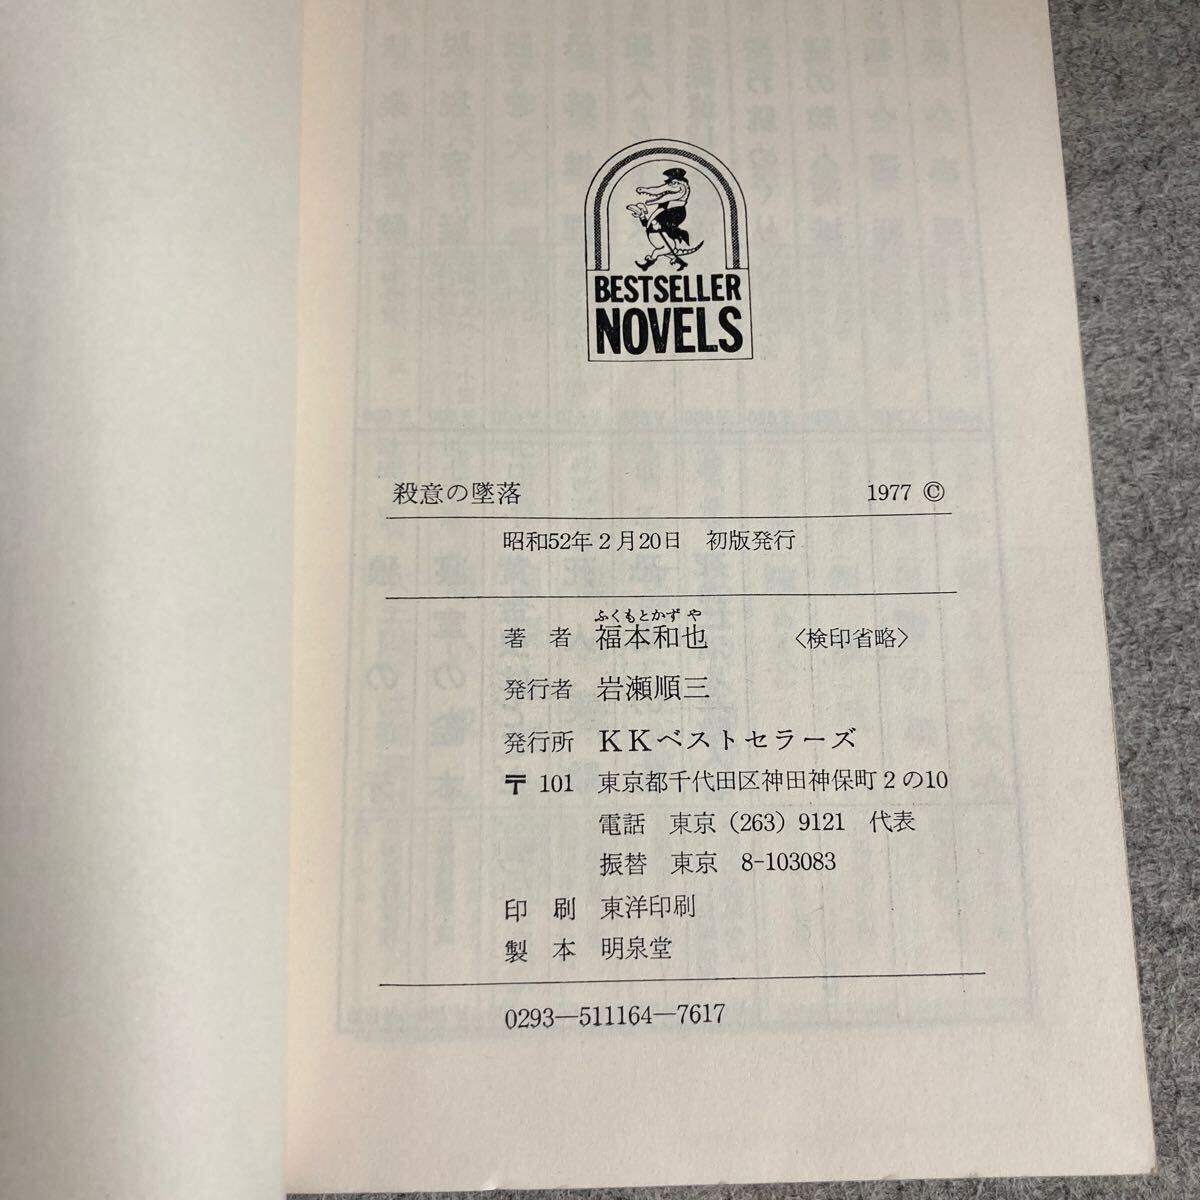 BESTSELLER
NOVELS
殺意の墜落 1977 ©
昭和52年2月20日 初版発行
ふくもとかずや
著者 福本和也 〈検印省略〉
発行者 岩瀬順三
発行所 KKベストセラーズ
〒101 東京都千代田区神田神保町2の10
電話 東京(263)9121 代表
振替 東京 8-103083
印刷 東洋印刷
製本 明泉堂
0293—511164—7617